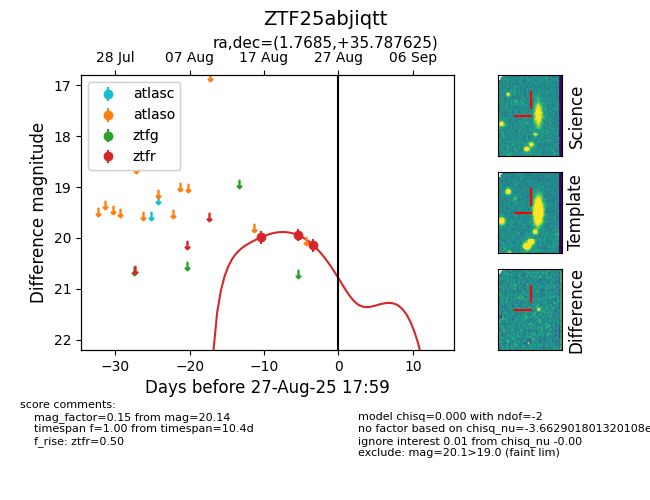 ZTF25abjiqtt
ra,dec=(1.7685,+35.787625)
28 Jul 07 Aug 17 Aug 27 Aug 06 Sep
atlasc
atlaso
ztfg
ztfr
17
18
19
20
21
22
Difference magnitude
−30 −20 −10 0 10
Days before 27-Aug-25 17:59
Science
Template
Difference
score comments:
mag_factor=0.15 from mag=20.14
timespan f=1.00 from timespan=10.4d
f_rise: ztfr=0.50
model chisq=0.000 with ndof=-2
no factor based on chisq_nu=-3.662901801320108e
ignore interest 0.01 from chisq_nu -0.00
exclude: mag=20.1>19.0 (faint lim)